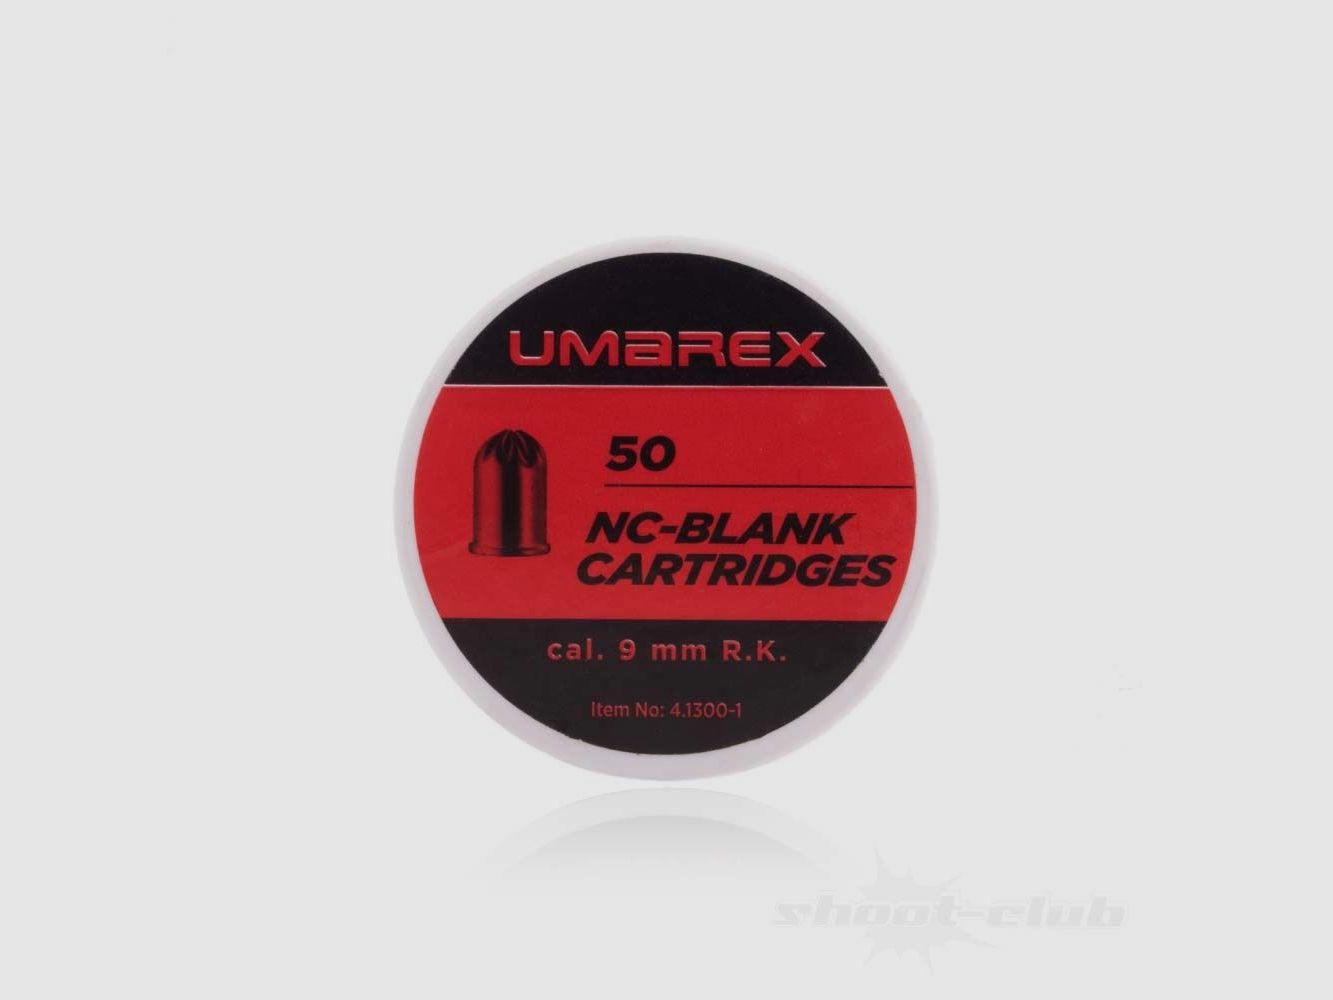 UMAREX
50
NC-BLANK
CARTRIDGES
cal. 9 mm R.K.
Item No: 4.1300-1
shoot-club